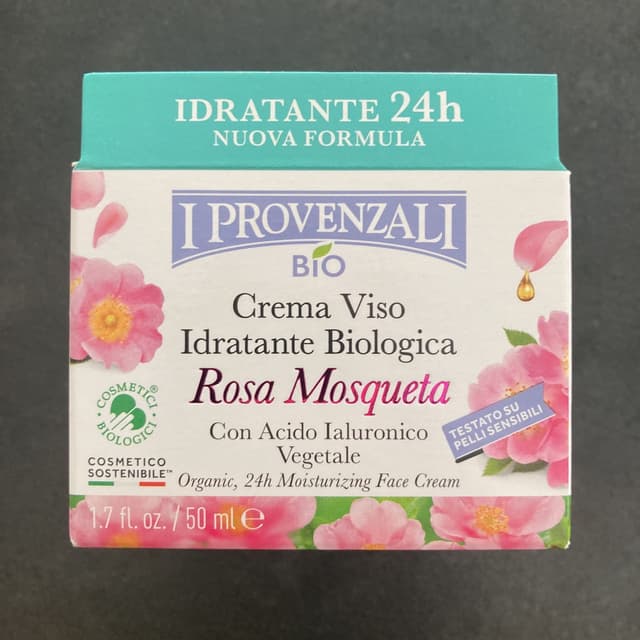 IDRATANTE 24h
NUOVA FORMULA
I PROVENZALI
BIO
Crema Viso
Idratante Biologica
Rosa Mosqueta
Con Acido Ialuronico
Vegetale
Organic, 24h Moisturizing Face Cream
COSMETICI BIOLOGICI®
COSMETICO
SOSTENIBILE™
TESTATO SU
PELLI SENSIBILI
1.7 fl. oz. / 50 ml ℮